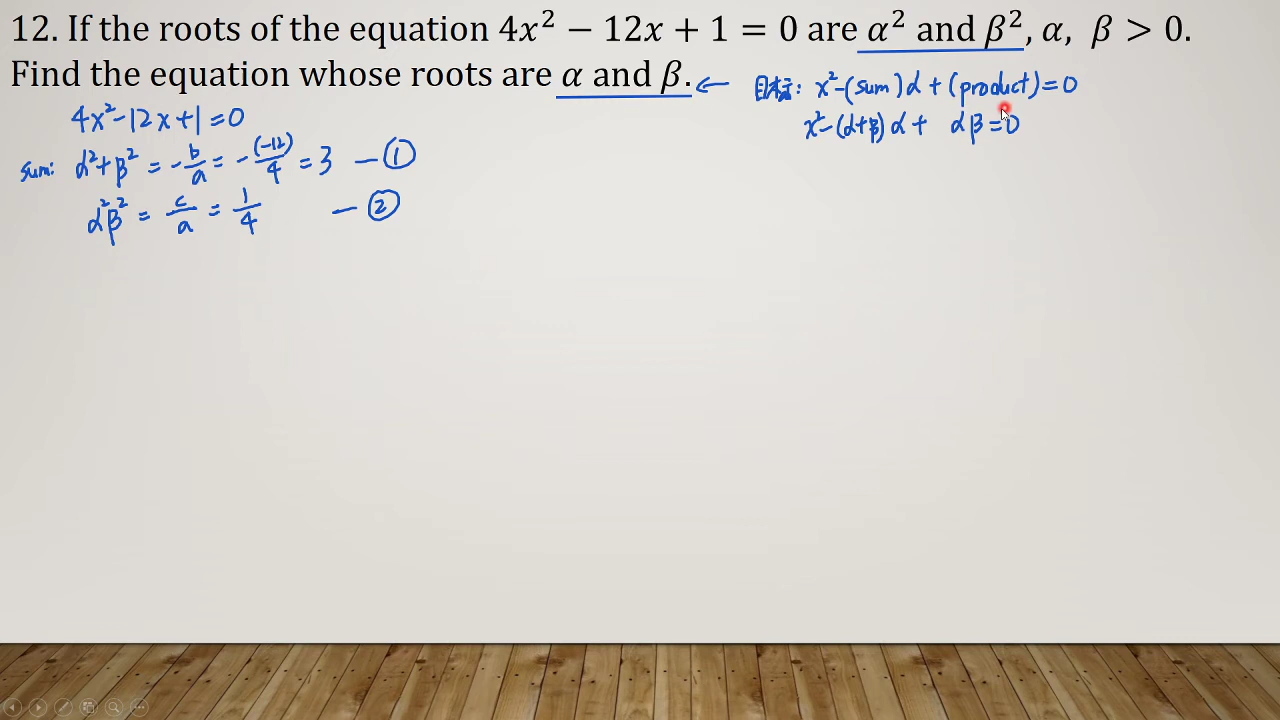 12. If the roots of the equation 4x² − 12x + 1 = 0 are α² and β², α, β > 0.
Find the equation whose roots are α and β. ← 目标: x²-(sum)α + (product)=0
x²-(α+β)α + αβ=0
4x²-12x+1=0
sum: α²+β² = -b/a = -(-12)/4 = 3 —①
α²β² = c/a = 1/4 —②